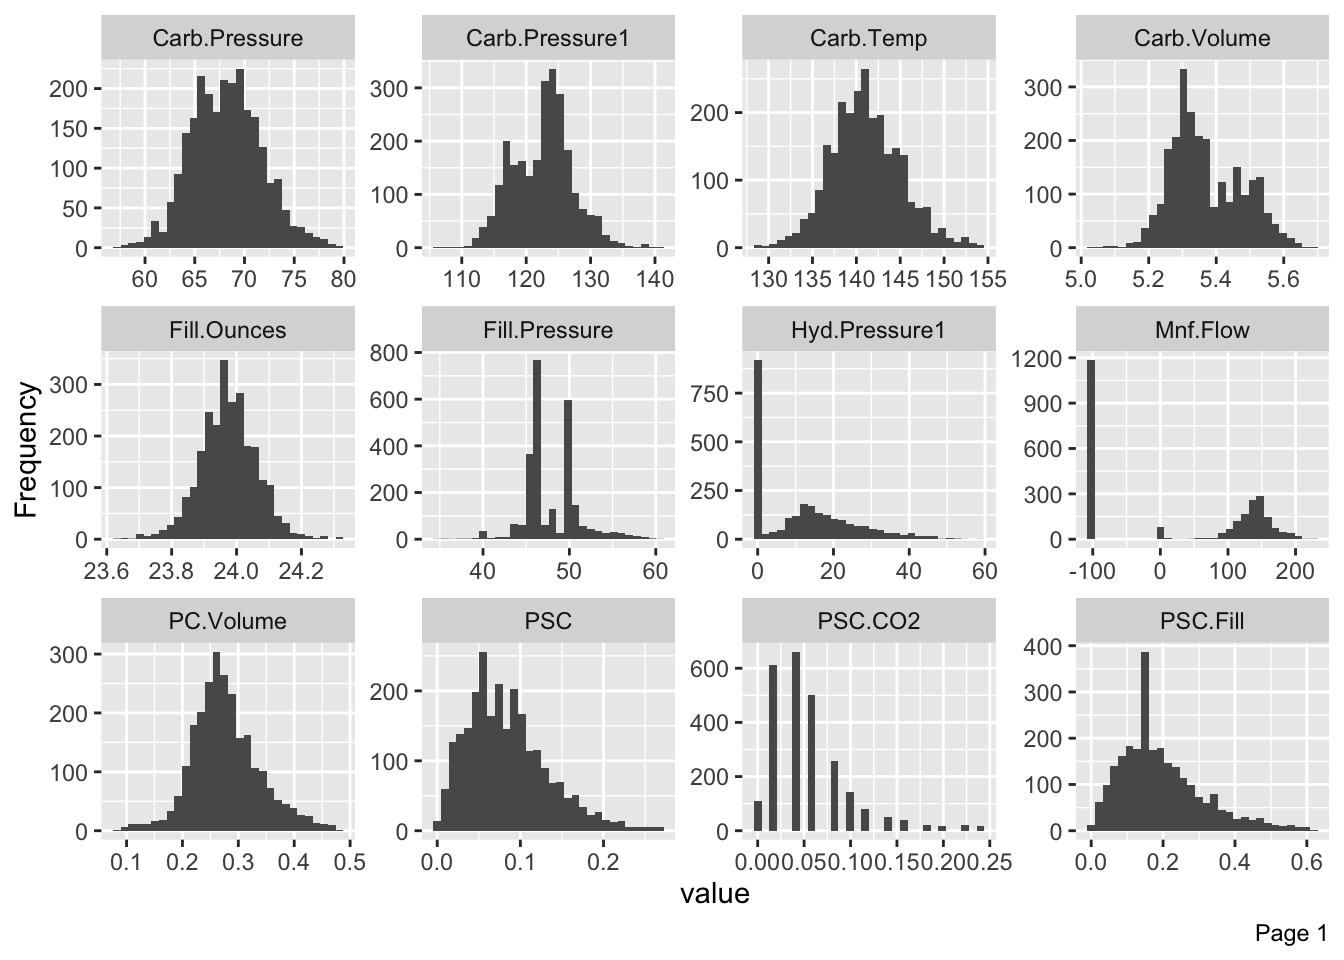 Carb.Pressure Carb.Pressure1 Carb.Temp Carb.Volume
200
150
100
50
0
60 65 70 75 80
300
200
100
0
110 120 130 140
200
100
0
130 135 140 145 150 155
300
200
100
0
5.0 5.2 5.4 5.6
Fill.Ounces Fill.Pressure Hyd.Pressure1 Mnf.Flow
300
200
100
0
23.6 23.8 24.0 24.2
800
600
400
200
0
40 50 60
750
500
250
0
0 20 40 60
1200
900
600
300
0
-100 0 100 200
PC.Volume PSC PSC.CO2 PSC.Fill
300
200
100
0
0.1 0.2 0.3 0.4 0.5
200
100
0
0.0 0.1 0.2
600
400
200
0
0.00 0.05 0.10 0.15 0.20 0.25
400
300
200
100
0
0.0 0.2 0.4 0.6
Frequency
value
Page 1